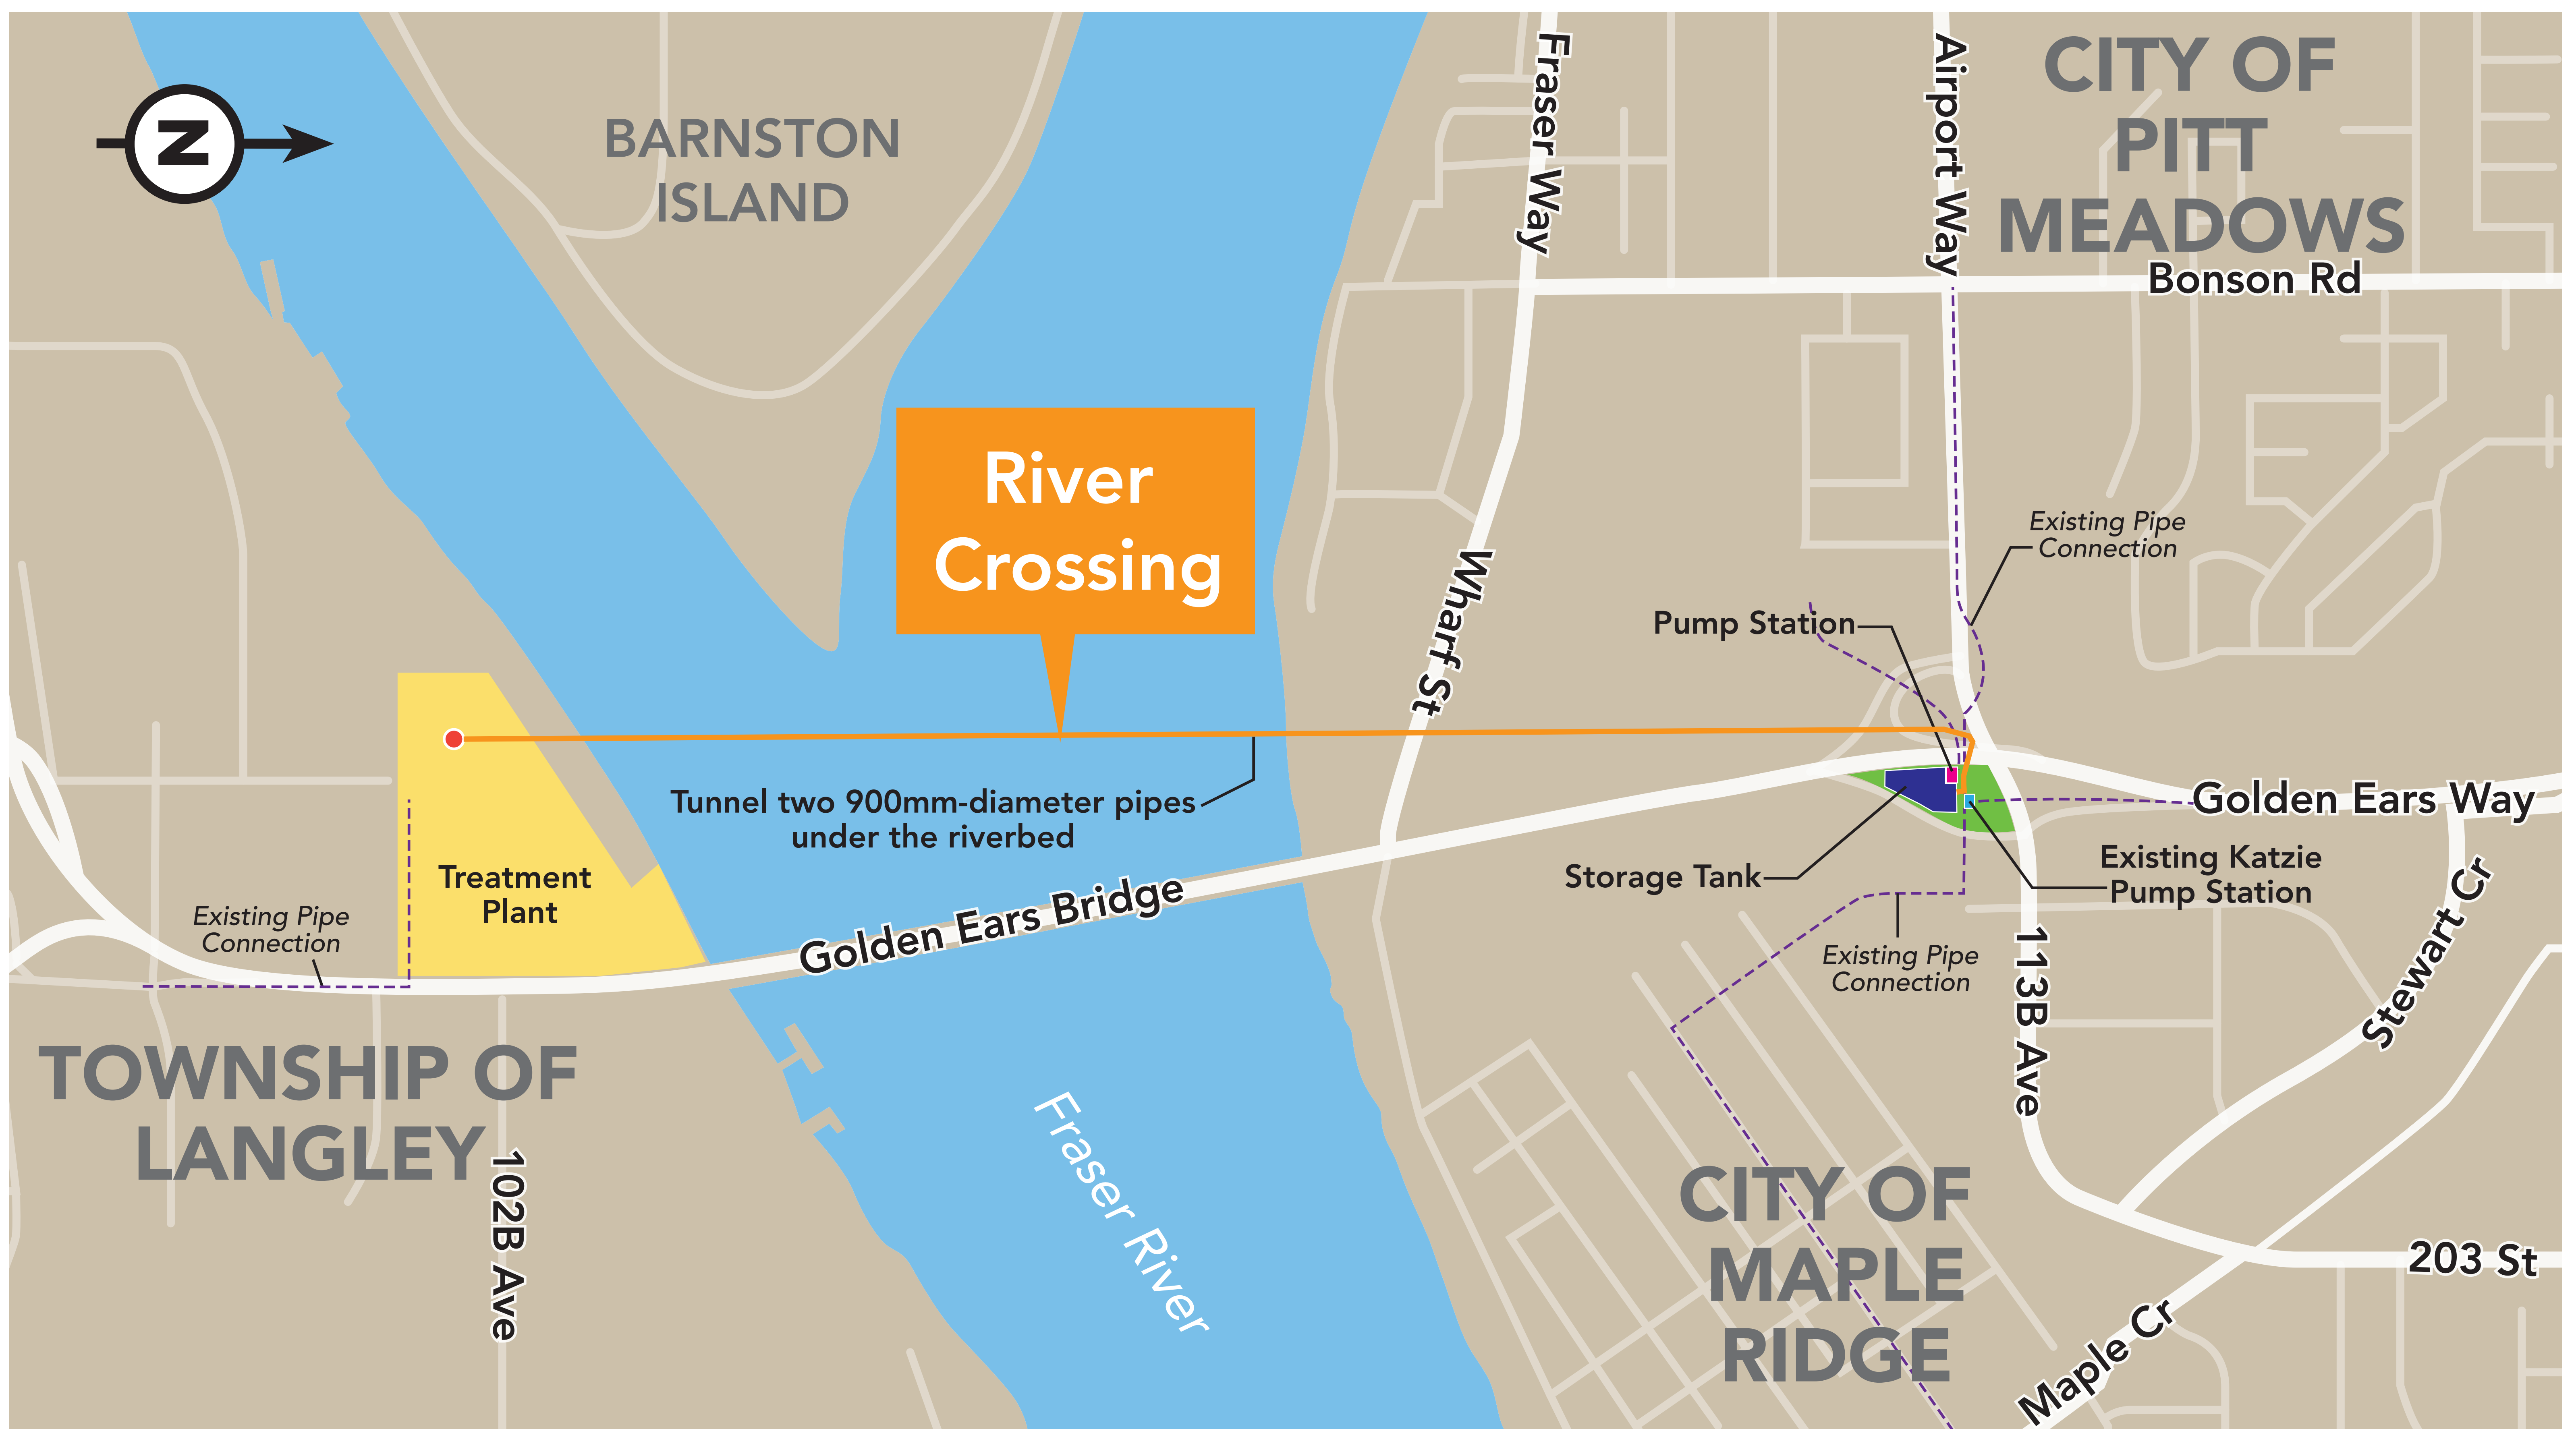 N
BARNSTON
ISLAND
Fraser Way
Airport Way
CITY OF
PITT
MEADOWS
Bonson Rd
River
Crossing
Wharf St
Existing Pipe
Connection
Pump Station
Tunnel two 900mm-diameter pipes
under the riverbed
Golden Ears Way
Treatment
Plant
Storage Tank
Existing Katzie
Pump Station
Existing Pipe
Connection
Golden Ears Bridge
Existing Pipe
Connection
113B Ave
Stewart Cr
TOWNSHIP OF
LANGLEY
102B Ave
Fraser River
CITY OF
MAPLE
RIDGE
203 St
Maple Cr